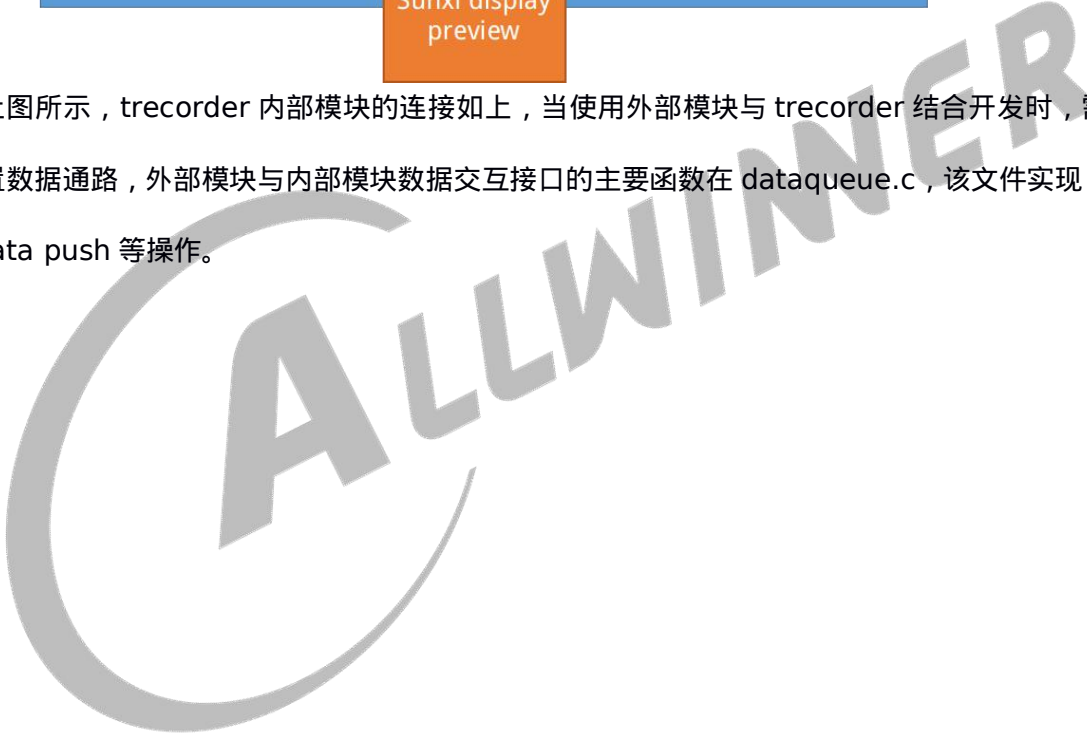 Sunxi display
preview
图所示，trecorder 内部模块的连接如上，当使用外部模块与 trecorder 结合开发时，
数据通路，外部模块与内部模块数据交互接口的主要函数在 dataqueue.c，该文件实现
ata push 等操作。
ALLWINNER